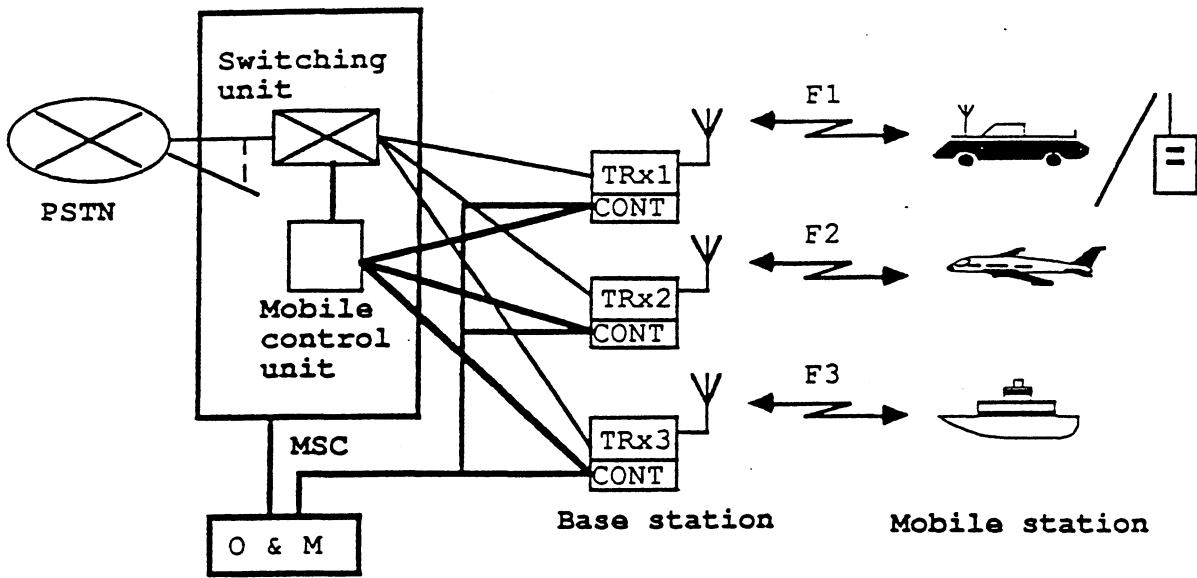 Switching
unit
PSTN
Mobile
control
unit
MSC
O & M
TRx1
CONT
TRx2
CONT
TRx3
CONT
Base station
F1
F2
F3
Mobile station